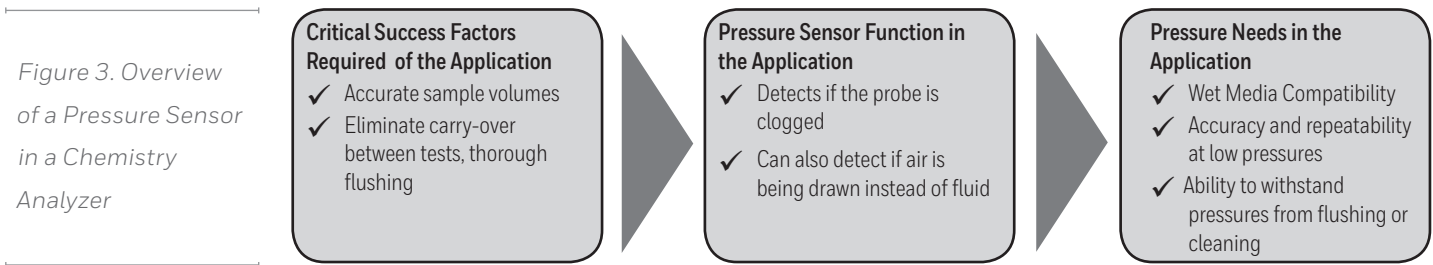 Figure 3. Overview
of a Pressure Sensor
in a Chemistry
Analyzer
Critical Success Factors
Required of the Application
✓ Accurate sample volumes
✓ Eliminate carry-over
between tests, thorough
flushing
Pressure Sensor Function in
the Application
✓ Detects if the probe is
clogged
✓ Can also detect if air is
being drawn instead of fluid
Pressure Needs in the
Application
✓ Wet Media Compatibility
✓ Accuracy and repeatability
at low pressures
✓ Ability to withstand
pressures from flushing or
cleaning